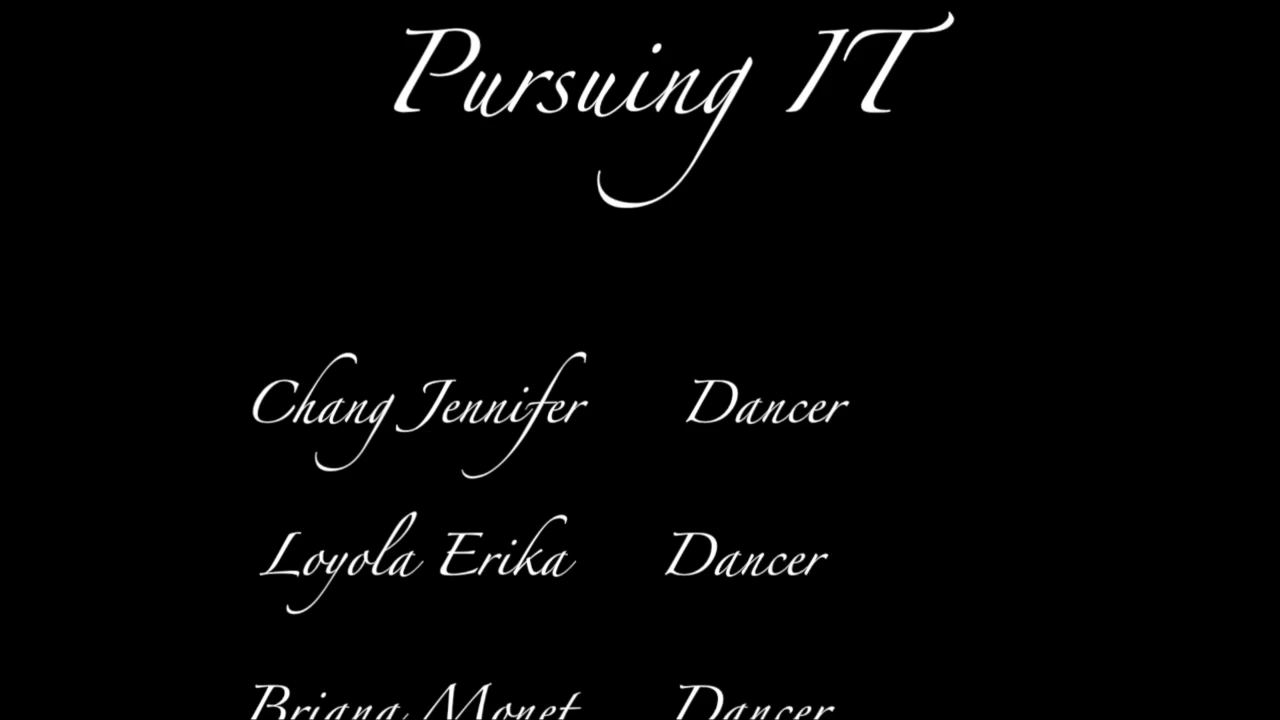 Pursuing IT
Chang Jennifer Dancer
Loyola Erika Dancer
Briana Monet Dancer